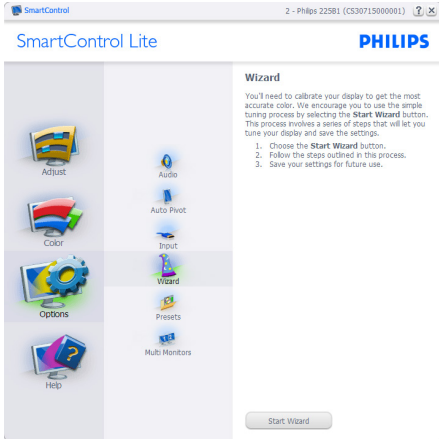 SmartControl
2 - Philips 225B1 (CS30715000001)
? X
SmartControl Lite
PHILIPS
Adjust
Color
Options
Help
Audio
Auto Pivot
Input
Wizard
Presets
Multi Monitors
Wizard
You'll need to calibrate your display to get the most
accurate color. We encourage you to use the simple
tuning process by selecting the Start Wizard button.
This process involves a series of steps that will let you
tune your display and save the settings.
1. Choose the Start Wizard button.
2. Follow the steps outlined in this process.
3. Save your settings for future use.
Start Wizard